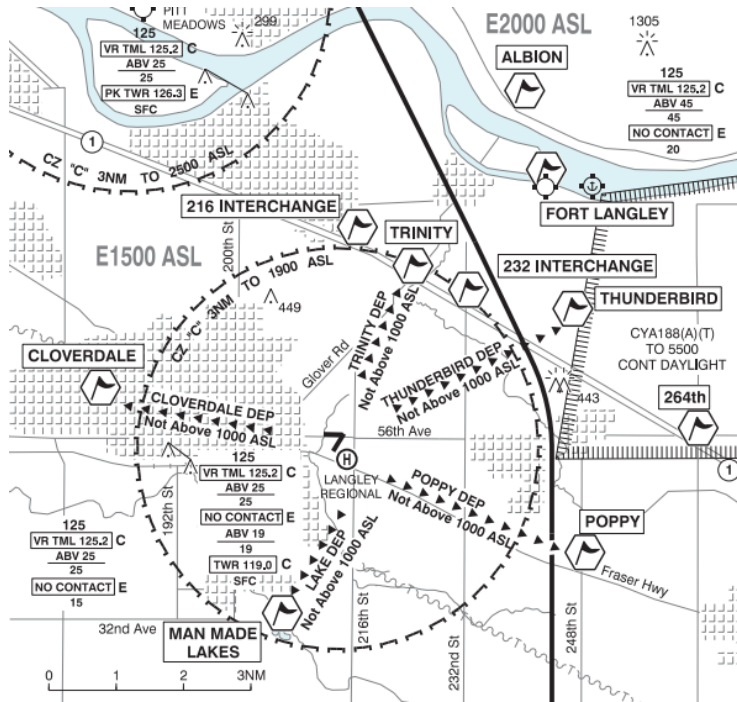 PITT
MEADOWS
299
125
VR TML 125.2 C
ABV 25
25
PK TWR 126.3 E
SFC
E2000 ASL
1305
ALBION
125
VR TML 125.2 C
ABV 45
45
NO CONTACT E
20
1
CZ "C" 3NM TO 2500 ASL
216 INTERCHANGE
TRINITY
FORT LANGLEY
E1500 ASL
200th St
CZ "C" 3NM TO 1900 ASL
449
232 INTERCHANGE
THUNDERBIRD
CYA188(A)(T)
TO 5500
CONT DAYLIGHT
CLOVERDALE
Glover Rd
TRINITY DEP
Not Above 1000 ASL
THUNDERBIRD DEP
Not Above 1000 ASL
443
264th
CLOVERDALE DEP
Not Above 1000 ASL
56th Ave
H
LANGLEY
REGIONAL
1
125
VR TML 125.2 C
ABV 25
25
NO CONTACT E
ABV 19
19
TWR 119.0 C
SFC
192nd St
POPPY DEP
Not Above 1000 ASL
POPPY
Fraser Hwy
125
VR TML 125.2 C
ABV 25
25
NO CONTACT E
15
LAKE DEP
Not Above 1000 ASL
32nd Ave
MAN MADE
LAKES
216th St
232nd St
248th St
0 1 2 3NM